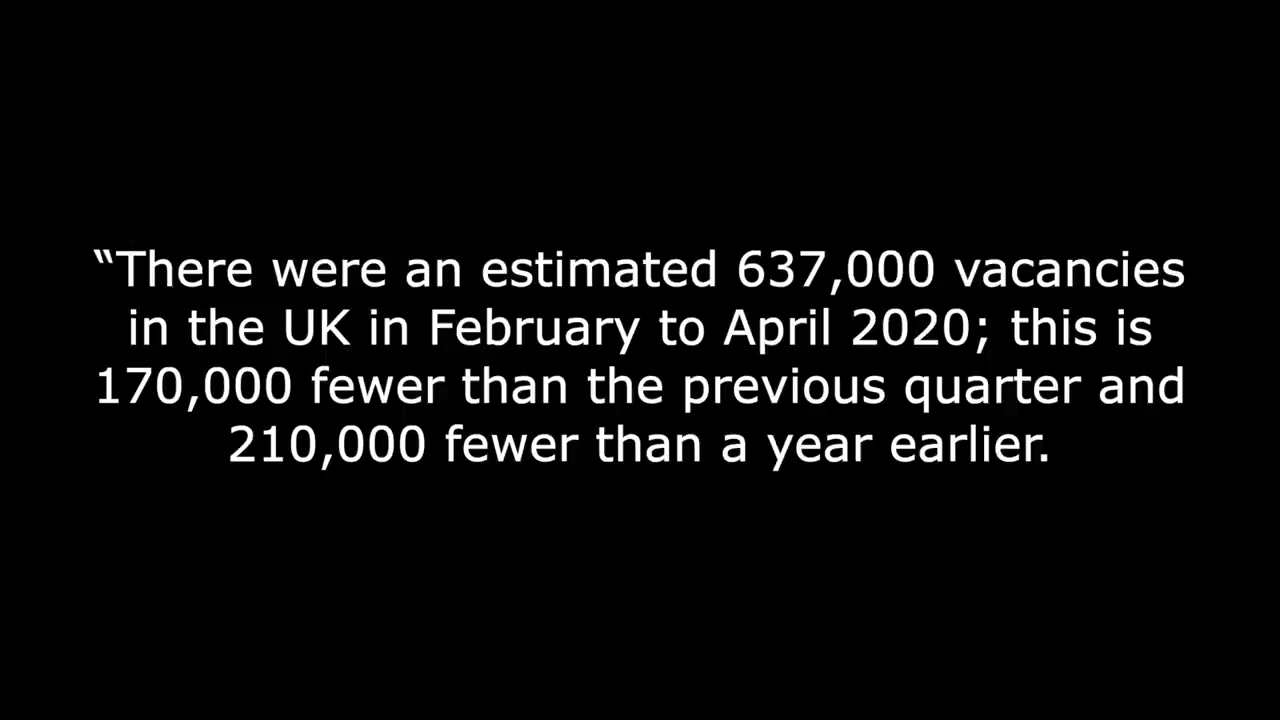 “There were an estimated 637,000 vacancies
in the UK in February to April 2020; this is
170,000 fewer than the previous quarter and
210,000 fewer than a year earlier.